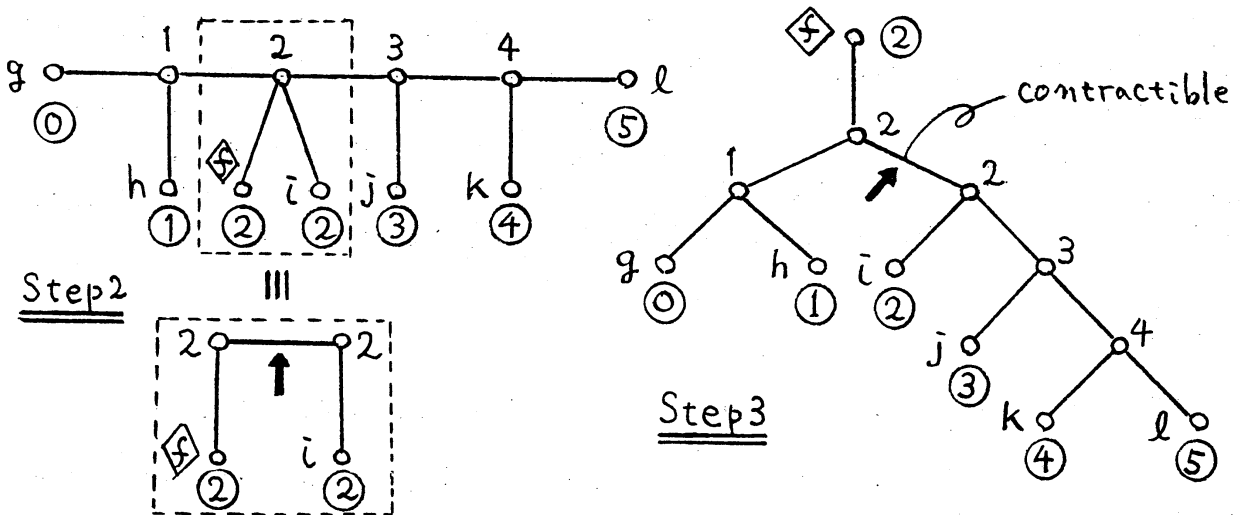 1 2 3 4
g l
⓪ ⑤
f
h i j k
① ② ② ③ ④
Step2
≡
2 2
f i
② ②
f ②
contractible
2
1 2
g h i 3
⓪ ① ②
j 4
③
k l
④ ⑤
Step3